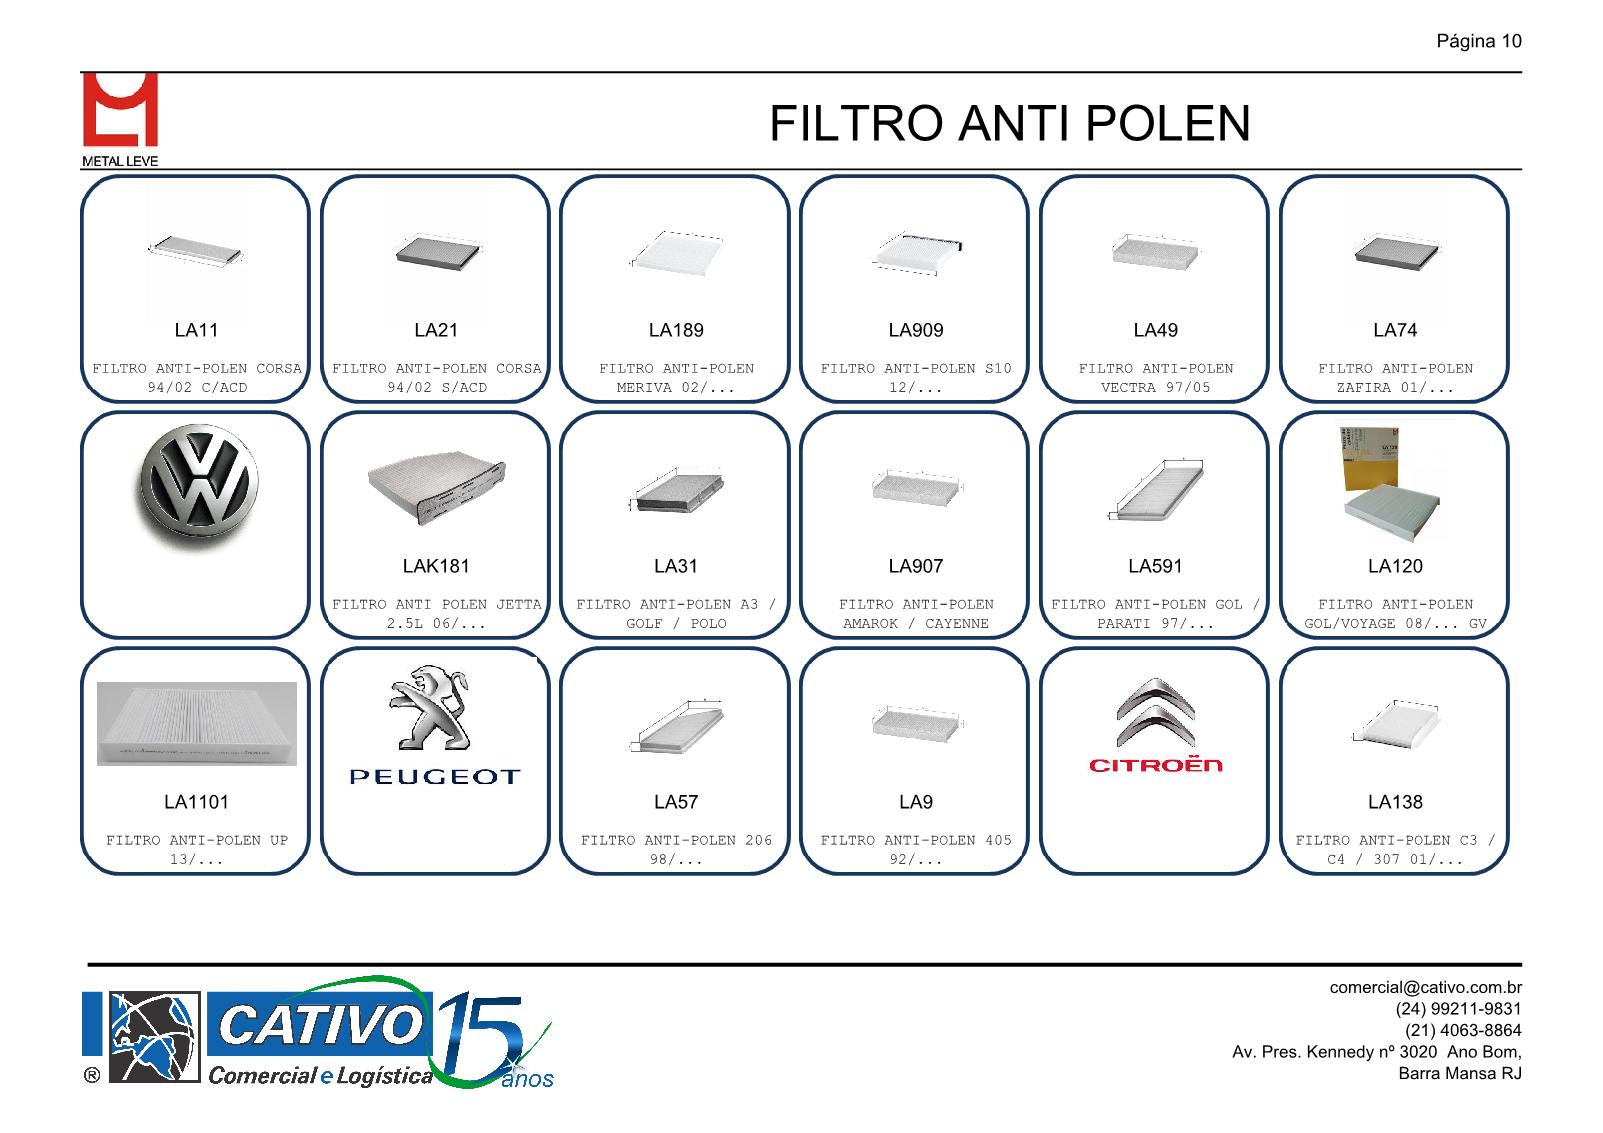 Página 10
METAL LEVE
FILTRO ANTI POLEN
LA11
FILTRO ANTI-POLEN CORSA
94/02 C/ACD
LA21
FILTRO ANTI-POLEN CORSA
94/02 S/ACD
LA189
FILTRO ANTI-POLEN
MERIVA 02/...
LA909
FILTRO ANTI-POLEN S10
12/...
LA49
FILTRO ANTI-POLEN
VECTRA 97/05
LA74
FILTRO ANTI-POLEN
ZAFIRA 01/...
LAK181
FILTRO ANTI POLEN JETTA
2.5L 06/...
LA31
FILTRO ANTI-POLEN A3 /
GOLF / POLO
LA907
FILTRO ANTI-POLEN
AMAROK / CAYENNE
LA591
FILTRO ANTI-POLEN GOL /
PARATI 97/...
LA120
FILTRO ANTI-POLEN
GOL/VOYAGE 08/... GV
LA1101
FILTRO ANTI-POLEN UP
13/...
PEUGEOT
LA57
FILTRO ANTI-POLEN 206
98/...
LA9
FILTRO ANTI-POLEN 405
92/...
CITROËN
LA138
FILTRO ANTI-POLEN C3 /
C4 / 307 01/...
CATIVO 15 anos
® Comercial e Logística
comercial@cativo.com.br
(24) 99211-9831
(21) 4063-8864
Av. Pres. Kennedy nº 3020 Ano Bom,
Barra Mansa RJ